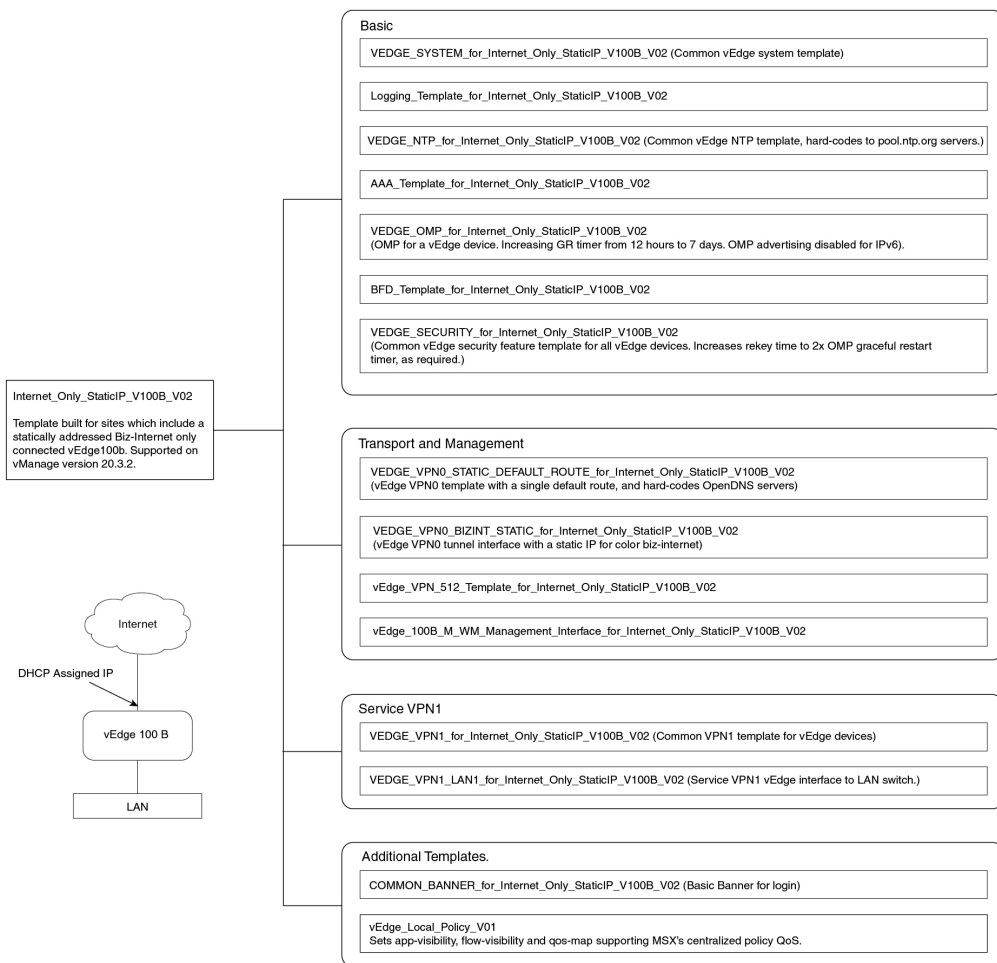 Basic
VEDGE_SYSTEM_for_Internet_Only_StaticIP_V100B_V02 (Common vEdge system template)
Logging_Template_for_Internet_Only_StaticIP_V100B_V02
VEDGE_NTP_for_Internet_Only_StaticIP_V100B_V02 (Common vEdge NTP template, hard-codes to pool.ntp.org servers.)
AAA_Template_for_Internet_Only_StaticIP_V100B_V02
VEDGE_OMP_for_Internet_Only_StaticIP_V100B_V02
(OMP for a vEdge device. Increasing GR timer from 12 hours to 7 days. OMP advertising disabled for IPv6).
BFD_Template_for_Internet_Only_StaticIP_V100B_V02
VEDGE_SECURITY_for_Internet_Only_StaticIP_V100B_V02
(Common vEdge security feature template for all vEdge devices. Increases rekey time to 2x OMP graceful restart
timer, as required.)
Internet_Only_StaticIP_V100B_V02
Template built for sites which include a
statically addressed Biz-Internet only
connected vEdge100b. Supported on
vManage version 20.3.2.
Transport and Management
VEDGE_VPN0_STATIC_DEFAULT_ROUTE_for_Internet_Only_StaticIP_V100B_V02
(vEdge VPN0 template with a single default route, and hard-codes OpenDNS servers)
VEDGE_VPN0_BIZINT_STATIC_for_Internet_Only_StaticIP_V100B_V02
(vEdge VPN0 tunnel interface with a static IP for color biz-internet)
vEdge_VPN_512_Template_for_Internet_Only_StaticIP_V100B_V02
vEdge_100B_M_WM_Management_Interface_for_Internet_Only_StaticIP_V100B_V02
Internet
DHCP Assigned IP
vEdge 100 B
LAN
Service VPN1
VEDGE_VPN1_for_Internet_Only_StaticIP_V100B_V02 (Common VPN1 template for vEdge devices)
VEDGE_VPN1_LAN1_for_Internet_Only_StaticIP_V100B_V02 (Service VPN1 vEdge interface to LAN switch.)
Additional Templates.
COMMON_BANNER_for_Internet_Only_StaticIP_V100B_V02 (Basic Banner for login)
vEdge_Local_Policy_V01
Sets app-visibility, flow-visibility and qos-map supporting MSX's centralized policy QoS.